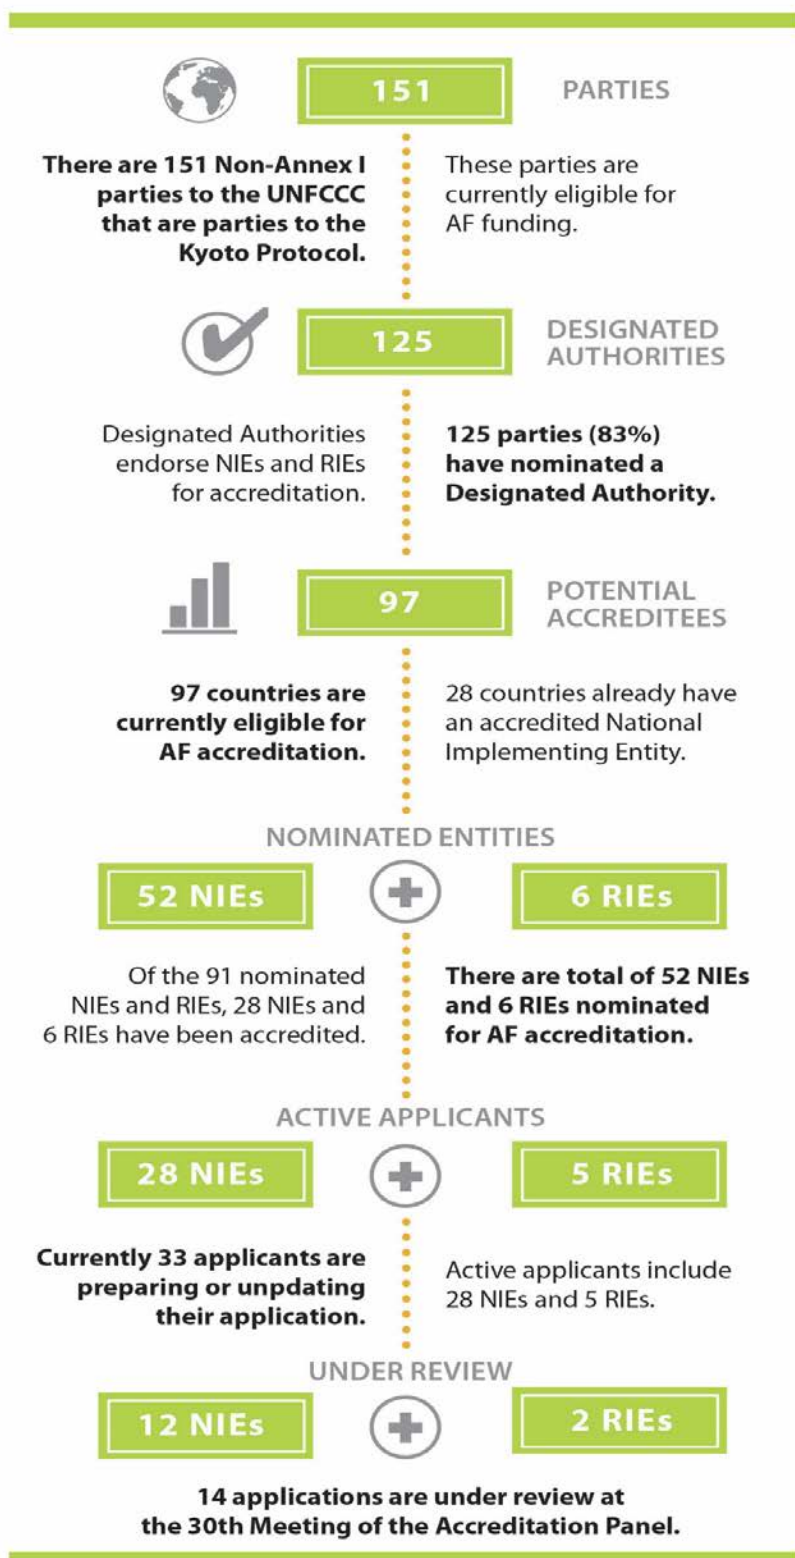 151
PARTIES
There are 151 Non-Annex I
parties to the UNFCCC
that are parties to the
Kyoto Protocol.
These parties are
currently eligible for
AF funding.
125
DESIGNATED
AUTHORITIES
Designated Authorities
endorse NIEs and RIEs
for accreditation.
125 parties (83%)
have nominated a
Designated Authority.
97
POTENTIAL
ACCREDITEES
97 countries are
currently eligible for
AF accreditation.
28 countries already have
an accredited National
Implementing Entity.
NOMINATED ENTITIES
52 NIEs
6 RIEs
Of the 91 nominated
NIEs and RIEs, 28 NIEs and
6 RIEs have been accredited.
There are total of 52 NIEs
and 6 RIEs nominated
for AF accreditation.
ACTIVE APPLICANTS
28 NIEs
5 RIEs
Currently 33 applicants are
preparing or unpdating
their application.
Active applicants include
28 NIEs and 5 RIEs.
UNDER REVIEW
12 NIEs
2 RIEs
14 applications are under review at
the 30th Meeting of the Accreditation Panel.